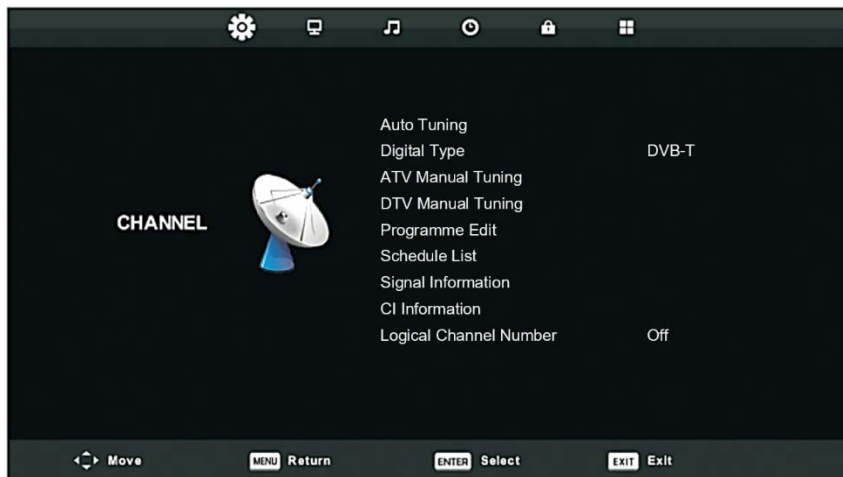 Auto Tuning
Digital Type DVB-T
ATV Manual Tuning
DTV Manual Tuning
CHANNEL
Programme Edit
Schedule List
Signal Information
CI Information
Logical Channel Number Off
Move MENU Return ENTER Select EXIT Exit